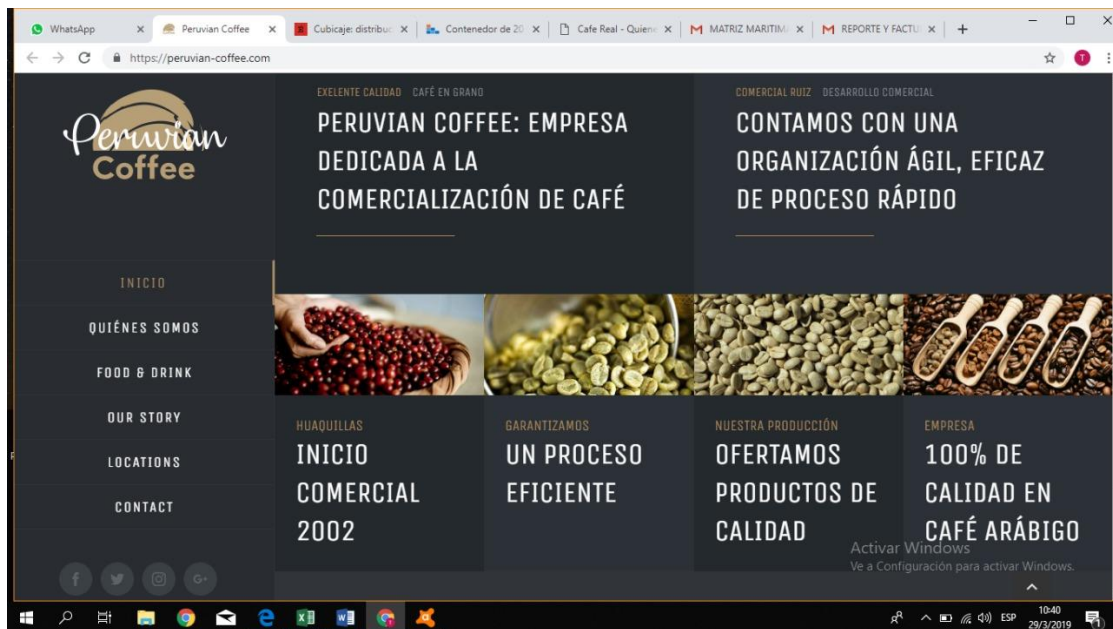 WhatsApp
Peruvian Coffee
Cubicaje: distribuc
Contenedor de 20
Cafe Real - Quiene
MATRIZ MARITIMA
REPORTE Y FACTU
https://peruvian-coffee.com
T
Peruvian
Coffee
INICIO
QUIÉNES SOMOS
FOOD & DRINK
OUR STORY
LOCATIONS
CONTACT
EXELENTE CALIDAD CAFÉ EN GRANO
PERUVIAN COFFEE: EMPRESA
DEDICADA A LA
COMERCIALIZACIÓN DE CAFÉ
COMERCIAL RUIZ DESARROLLO COMERCIAL
CONTAMOS CON UNA
ORGANIZACIÓN ÁGIL, EFICAZ
DE PROCESO RÁPIDO
HUAQUILLAS
INICIO
COMERCIAL
2002
GARANTIZAMOS
UN PROCESO
EFICIENTE
NUESTRA PRODUCCIÓN
OFERTAMOS
PRODUCTOS DE
CALIDAD
EMPRESA
100% DE
CALIDAD EN
CAFÉ ARÁBIGO
Activar Windows
Ve a Configuración para activar Windows.
ESP
10:40
29/3/2019